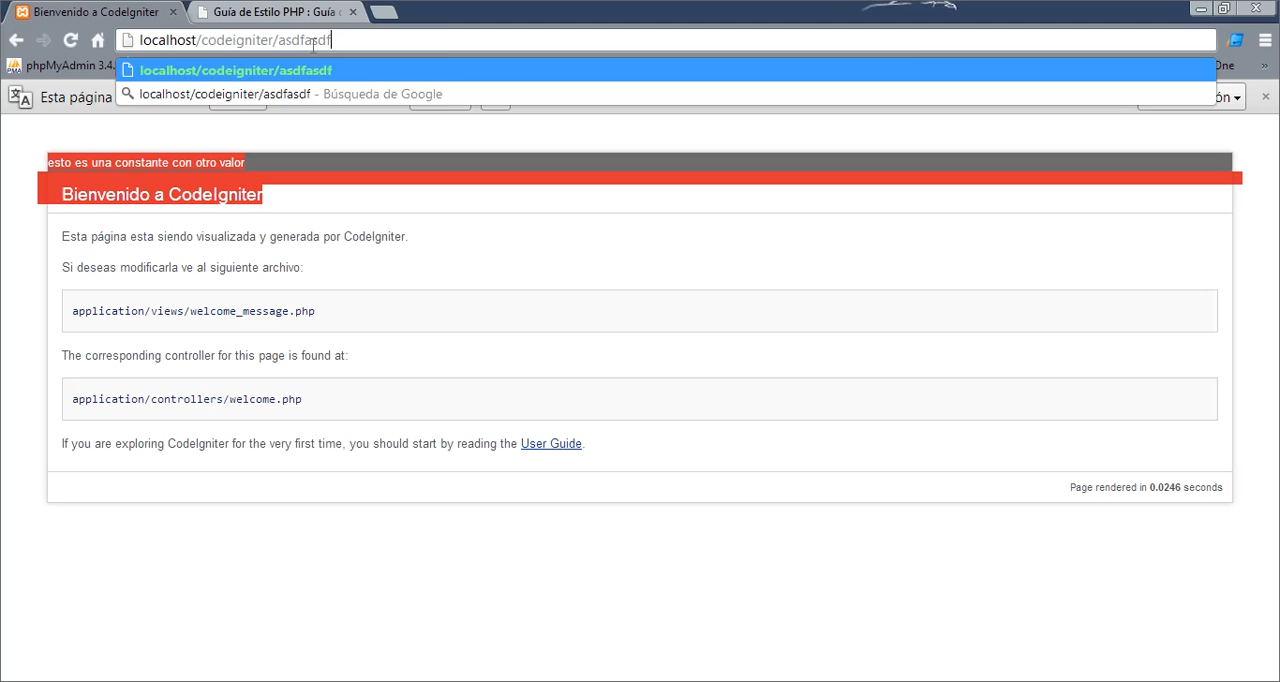 Bienvenido a CodeIgniter
Guía de Estilo PHP : Guía
localhost/codeigniter/asdfasdf
phpMyAdmin 3.4.
localhost/codeigniter/asdfasdf
One
»
localhost/codeigniter/asdfasdf - Búsqueda de Google
Esta página
esto es una constante con otro valor
Bienvenido a CodeIgniter
Esta página esta siendo visualizada y generada por CodeIgniter.
Si deseas modificarla ve al siguiente archivo:
application/views/welcome_message.php
The corresponding controller for this page is found at:
application/controllers/welcome.php
If you are exploring CodeIgniter for the very first time, you should start by reading the User Guide.
Page rendered in 0.0246 seconds